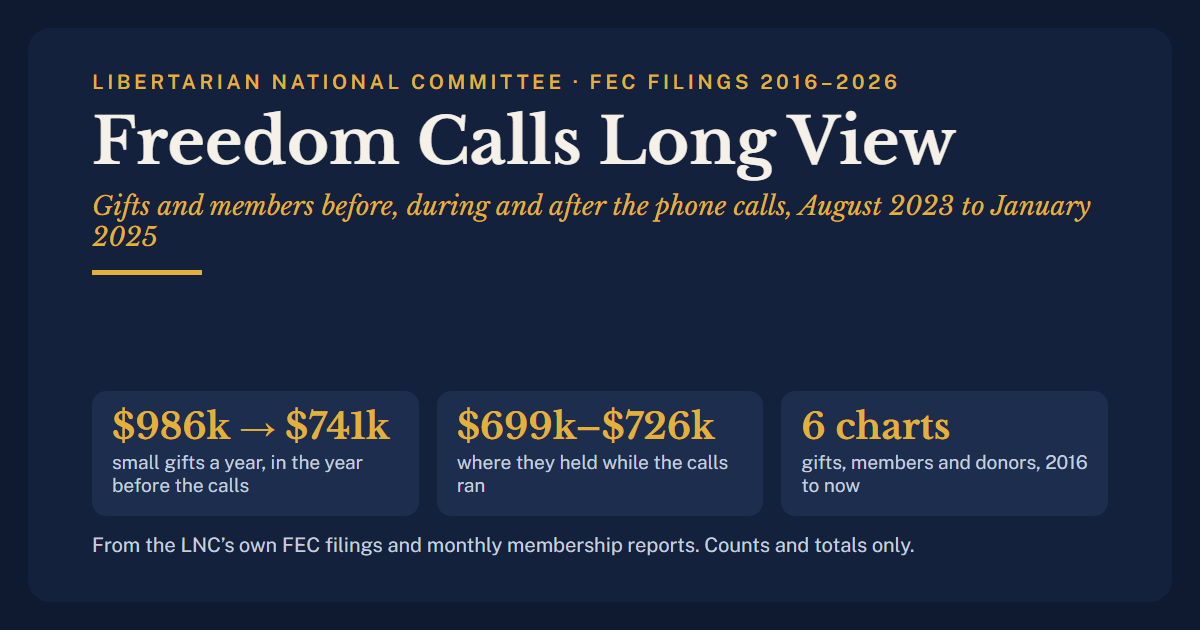 LIBERTARIAN NATIONAL COMMITTEE · FEC FILINGS 2016–2026
Freedom Calls Long View
Gifts and members before, during and after the phone calls, August 2023 to January
2025
$986k → $741k
small gifts a year, in the year
before the calls
$699k–$726k
where they held while the calls
ran
6 charts
gifts, members and donors, 2016
to now
From the LNC’s own FEC filings and monthly membership reports. Counts and totals only.